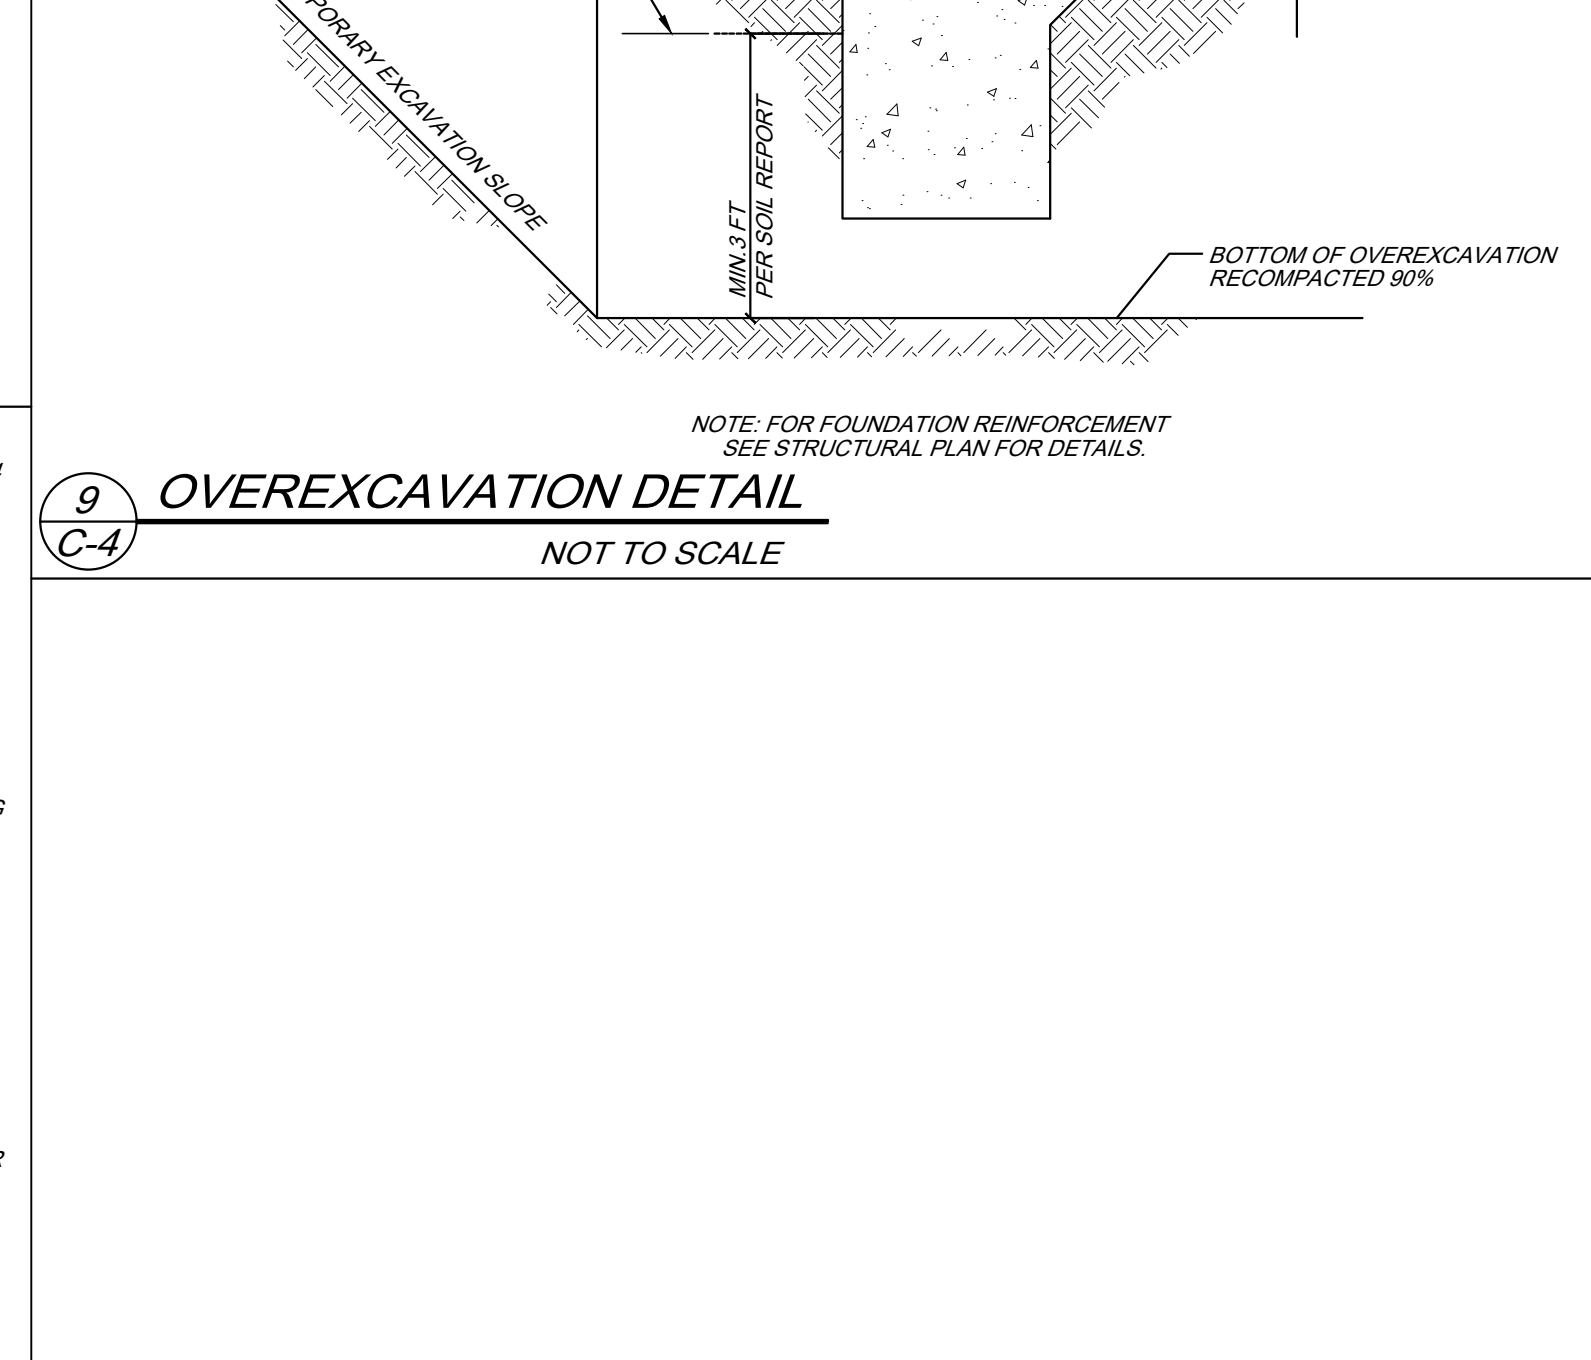 EXCAVATION SLOPE
MIN.3 FT
PER SOIL REPORT
BOTTOM OF OVEREXCAVATION
RECOMPACTED 90%
NOTE: FOR FOUNDATION REINFORCEMENT
SEE STRUCTURAL PLAN FOR DETAILS.
9
C-4
OVEREXCAVATION DETAIL
NOT TO SCALE